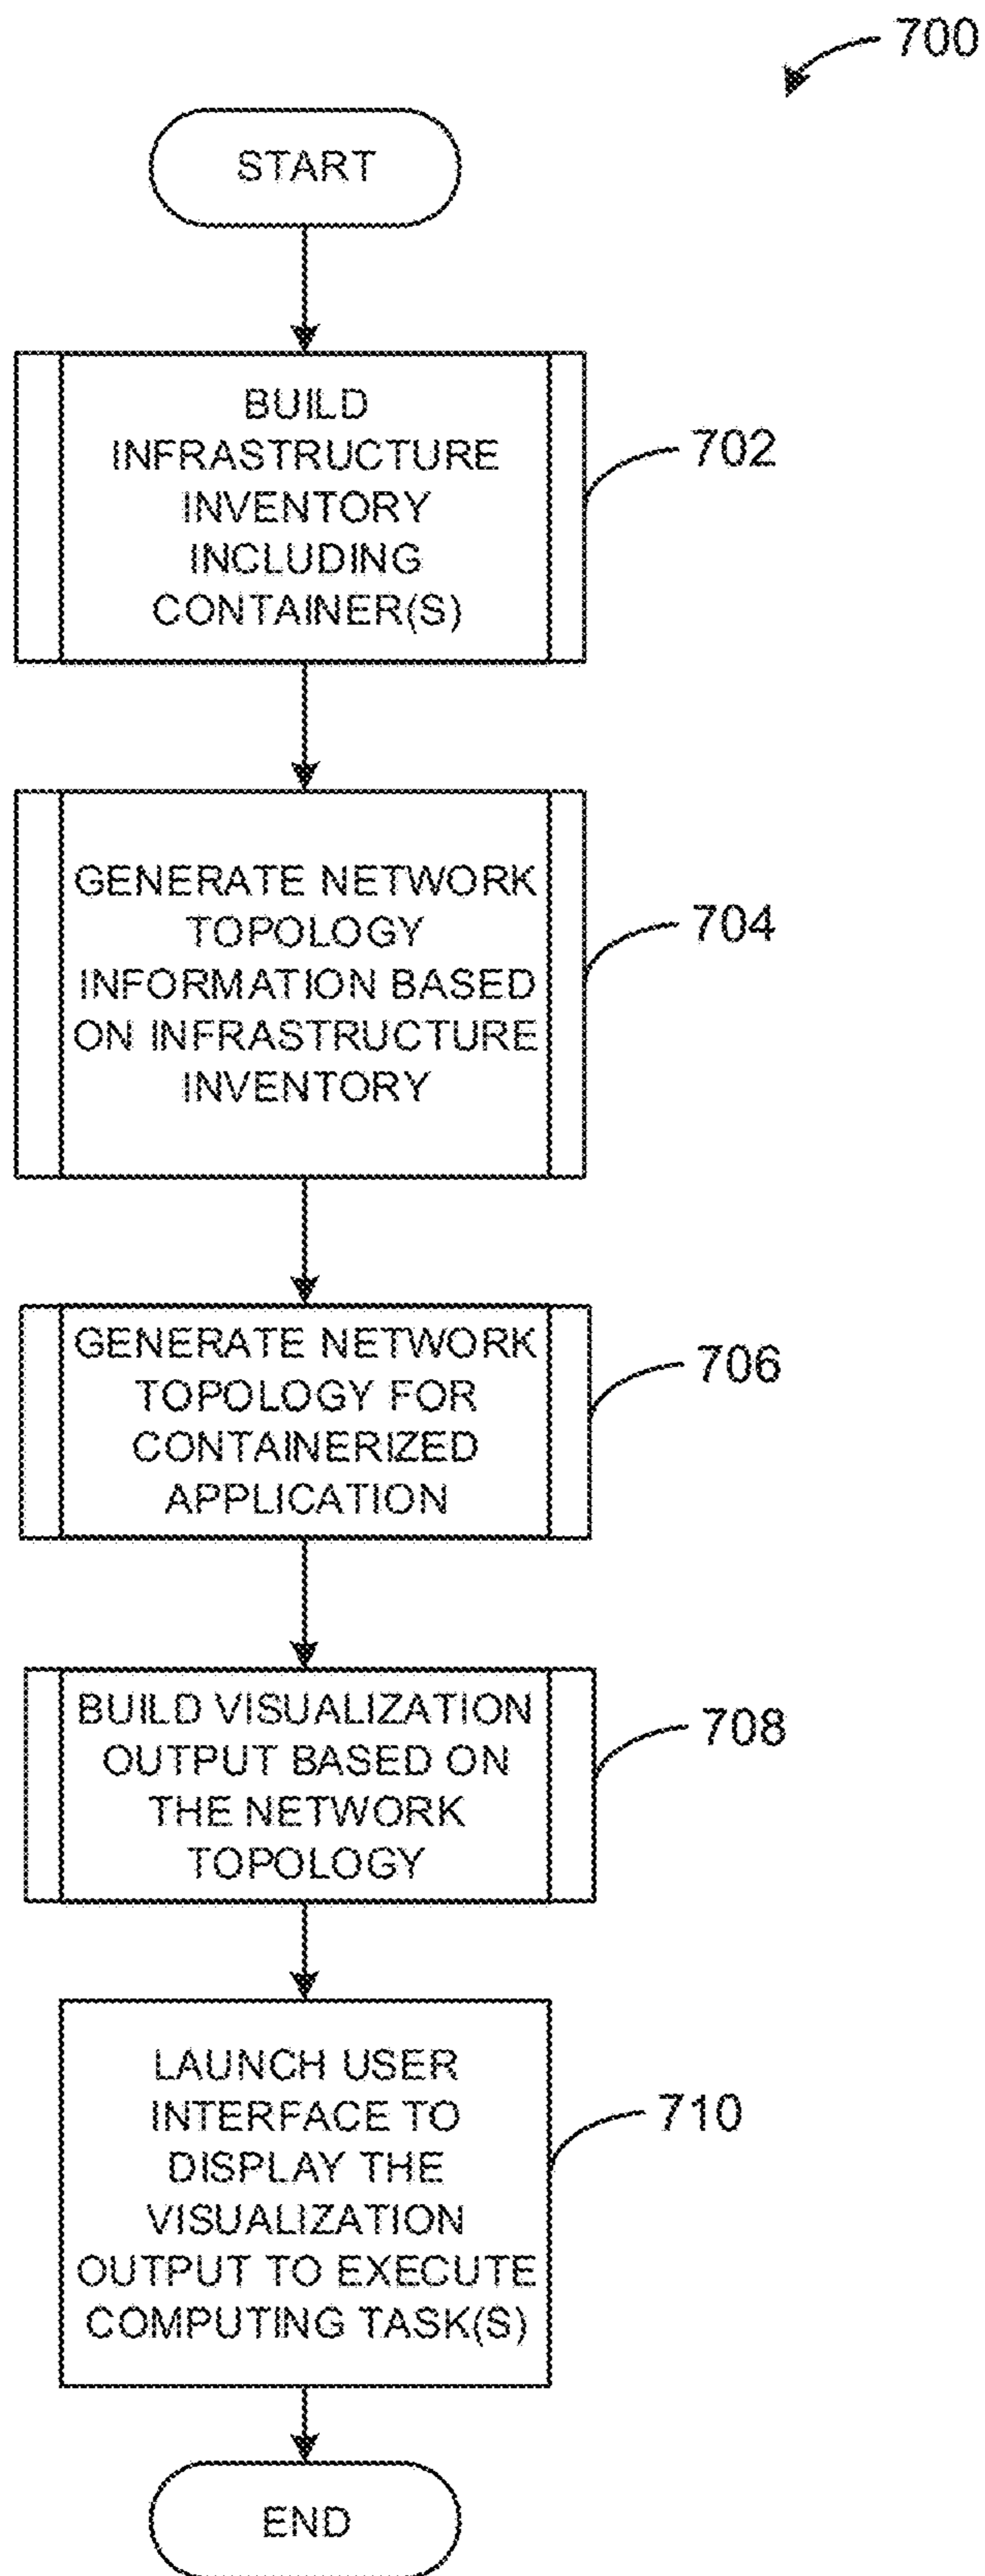 700
START
BUILD
INFRASTRUCTURE
INVENTORY
INCLUDING
CONTAINER(S)
702
GENERATE NETWORK
TOPOLOGY
INFORMATION BASED
ON INFRASTRUCTURE
INVENTORY
704
GENERATE NETWORK
TOPOLOGY FOR
CONTAINERIZED
APPLICATION
706
BUILD VISUALIZATION
OUTPUT BASED ON
THE NETWORK
TOPOLOGY
708
LAUNCH USER
INTERFACE TO
DISPLAY THE
VISUALIZATION
OUTPUT TO EXECUTE
COMPUTING TASK(S)
710
END